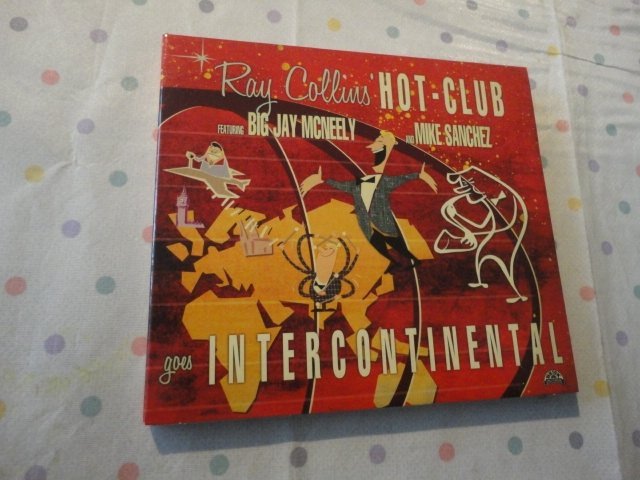 Ray Collins' HOT-CLUB
FEATURING BIG JAY MCNEELY AND MIKE SANCHEZ
goes INTERCONTINENTAL